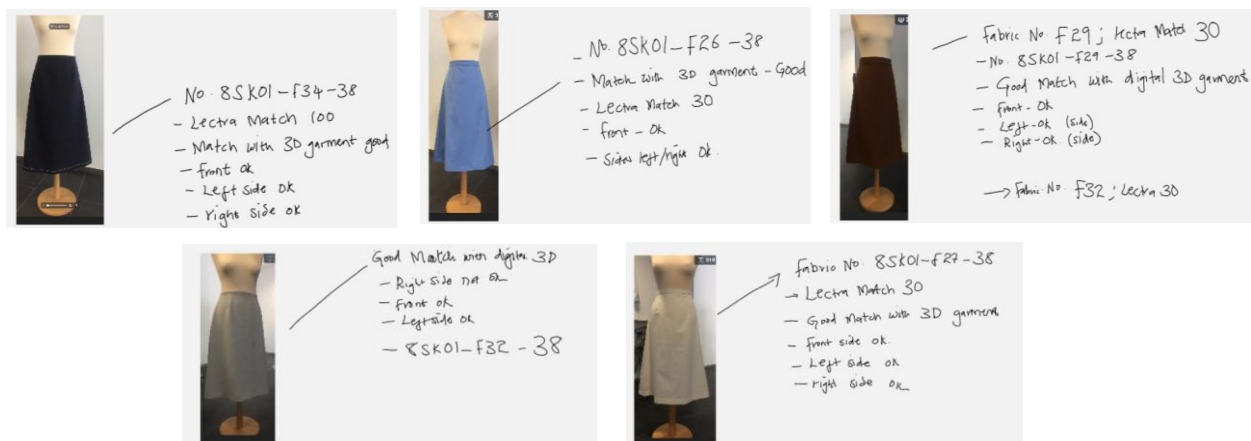 No. 8SK01-F34-38
- Lectra Match 100
- Match with 3D garment good
- front ok
- Left side ok
- right side ok
- No. 8SK01-F26-38
- Match with 3D garment - Good
- Lectra Match 30
- front - Ok
- Sides left/right Ok.
Fabric No. F29; Lectra Match 30
- No. 8SK01-F29-38
- Good Match with digital 3D garment
- Front - Ok
- Left-Ok (side)
- Right-Ok. (side)
→ Fabric No. F32; Lectra 30
Good Match with digital 3D
- Right side not ok
- Front ok
- Left side ok
- 8SK01-F32-38
Fabric No. 8SK01-F27-38
→ Lectra Match 30
- Good Match with 3D garment
- Front side ok.
- Left side ok
- right side ok